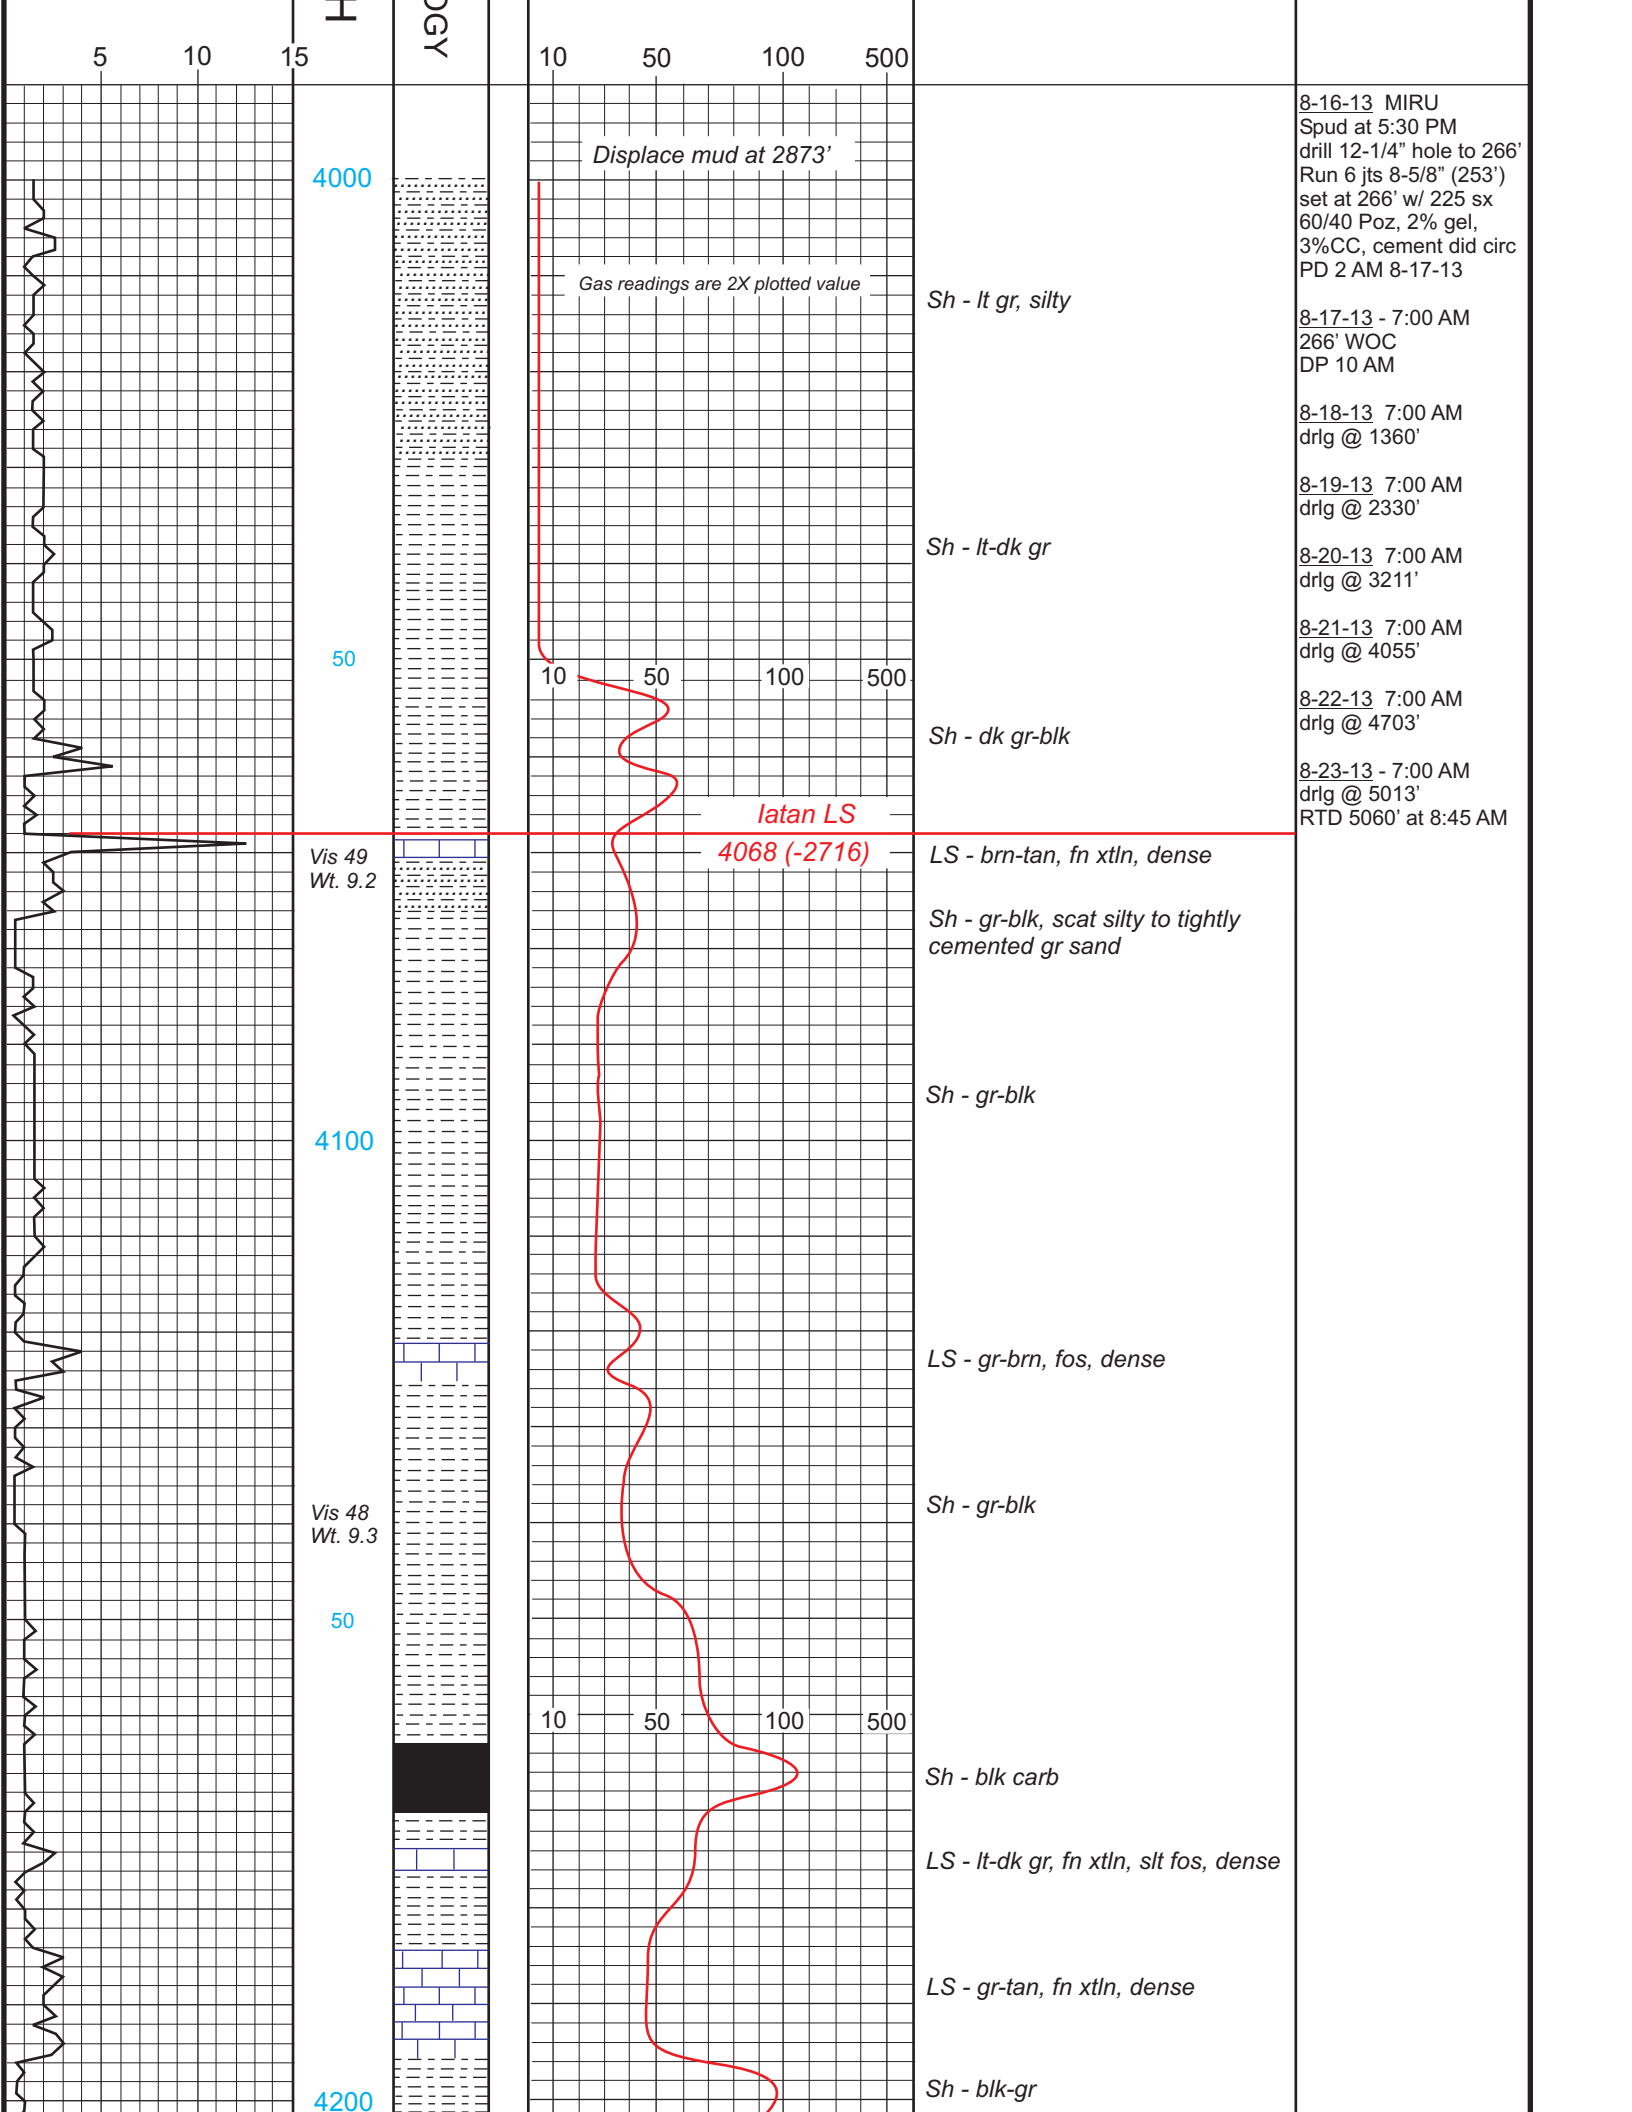 H
OGY
5 10 15
10 50 100 500
Displace mud at 2873’
4000
Gas readings are 2X plotted value
Sh - lt gr, silty
Sh - lt-dk gr
50
10 50 100 500
Sh - dk gr-blk
Iatan LS
4068 (-2716)
Vis 49
Wt. 9.2
LS - brn-tan, fn xtln, dense
Sh - gr-blk, scat silty to tightly
cemented gr sand
Sh - gr-blk
4100
LS - gr-brn, fos, dense
Vis 48
Wt. 9.3
Sh - gr-blk
50
10 50 100 500
Sh - blk carb
LS - lt-dk gr, fn xtln, slt fos, dense
LS - gr-tan, fn xtln, dense
Sh - blk-gr
4200
8-16-13 MIRU
Spud at 5:30 PM
drill 12-1/4” hole to 266’
Run 6 jts 8-5/8” (253’)
set at 266’ w/ 225 sx
60/40 Poz, 2% gel,
3%CC, cement did circ
PD 2 AM 8-17-13
8-17-13 - 7:00 AM
266’ WOC
DP 10 AM
8-18-13 7:00 AM
drlg @ 1360’
8-19-13 7:00 AM
drlg @ 2330’
8-20-13 7:00 AM
drlg @ 3211’
8-21-13 7:00 AM
drlg @ 4055’
8-22-13 7:00 AM
drlg @ 4703’
8-23-13 - 7:00 AM
drlg @ 5013’
RTD 5060’ at 8:45 AM